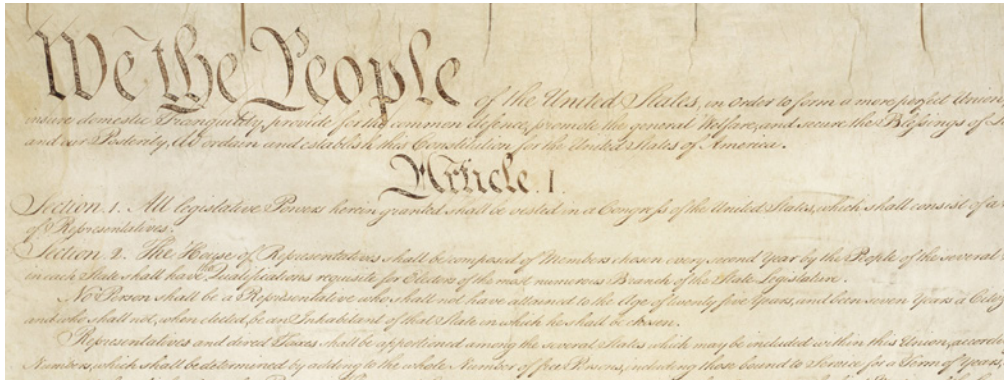 We the People of the United States, in Order to form a more perfect Union
insure domestic Tranquility, provide for the common defence, promote the general Welfare, and secure the Blessings of
and our Posterity, do ordain and establish this Constitution for the United States of America.
Article. I.
Section. 1. All legislative Powers herein granted shall be vested in a Congress of the United States, which shall consist of a
of Representatives.
Section. 2. The House of Representatives shall be composed of Members chosen every second Year by the People of the several
in each State shall have the Qualifications requisite for Electors of the most numerous Branch of the State Legislature.
No Person shall be a Representative who shall not have attained to the Age of twenty five Years, and been seven Years a
and who shall not, when elected, be an Inhabitant of that State in which he shall be chosen.
Representatives and direct Taxes shall be apportioned among the several States which may be included within this Union,
Numbers, which shall be determined by adding to the whole Number of free Persons, including those bound to Service for a Term of Years,